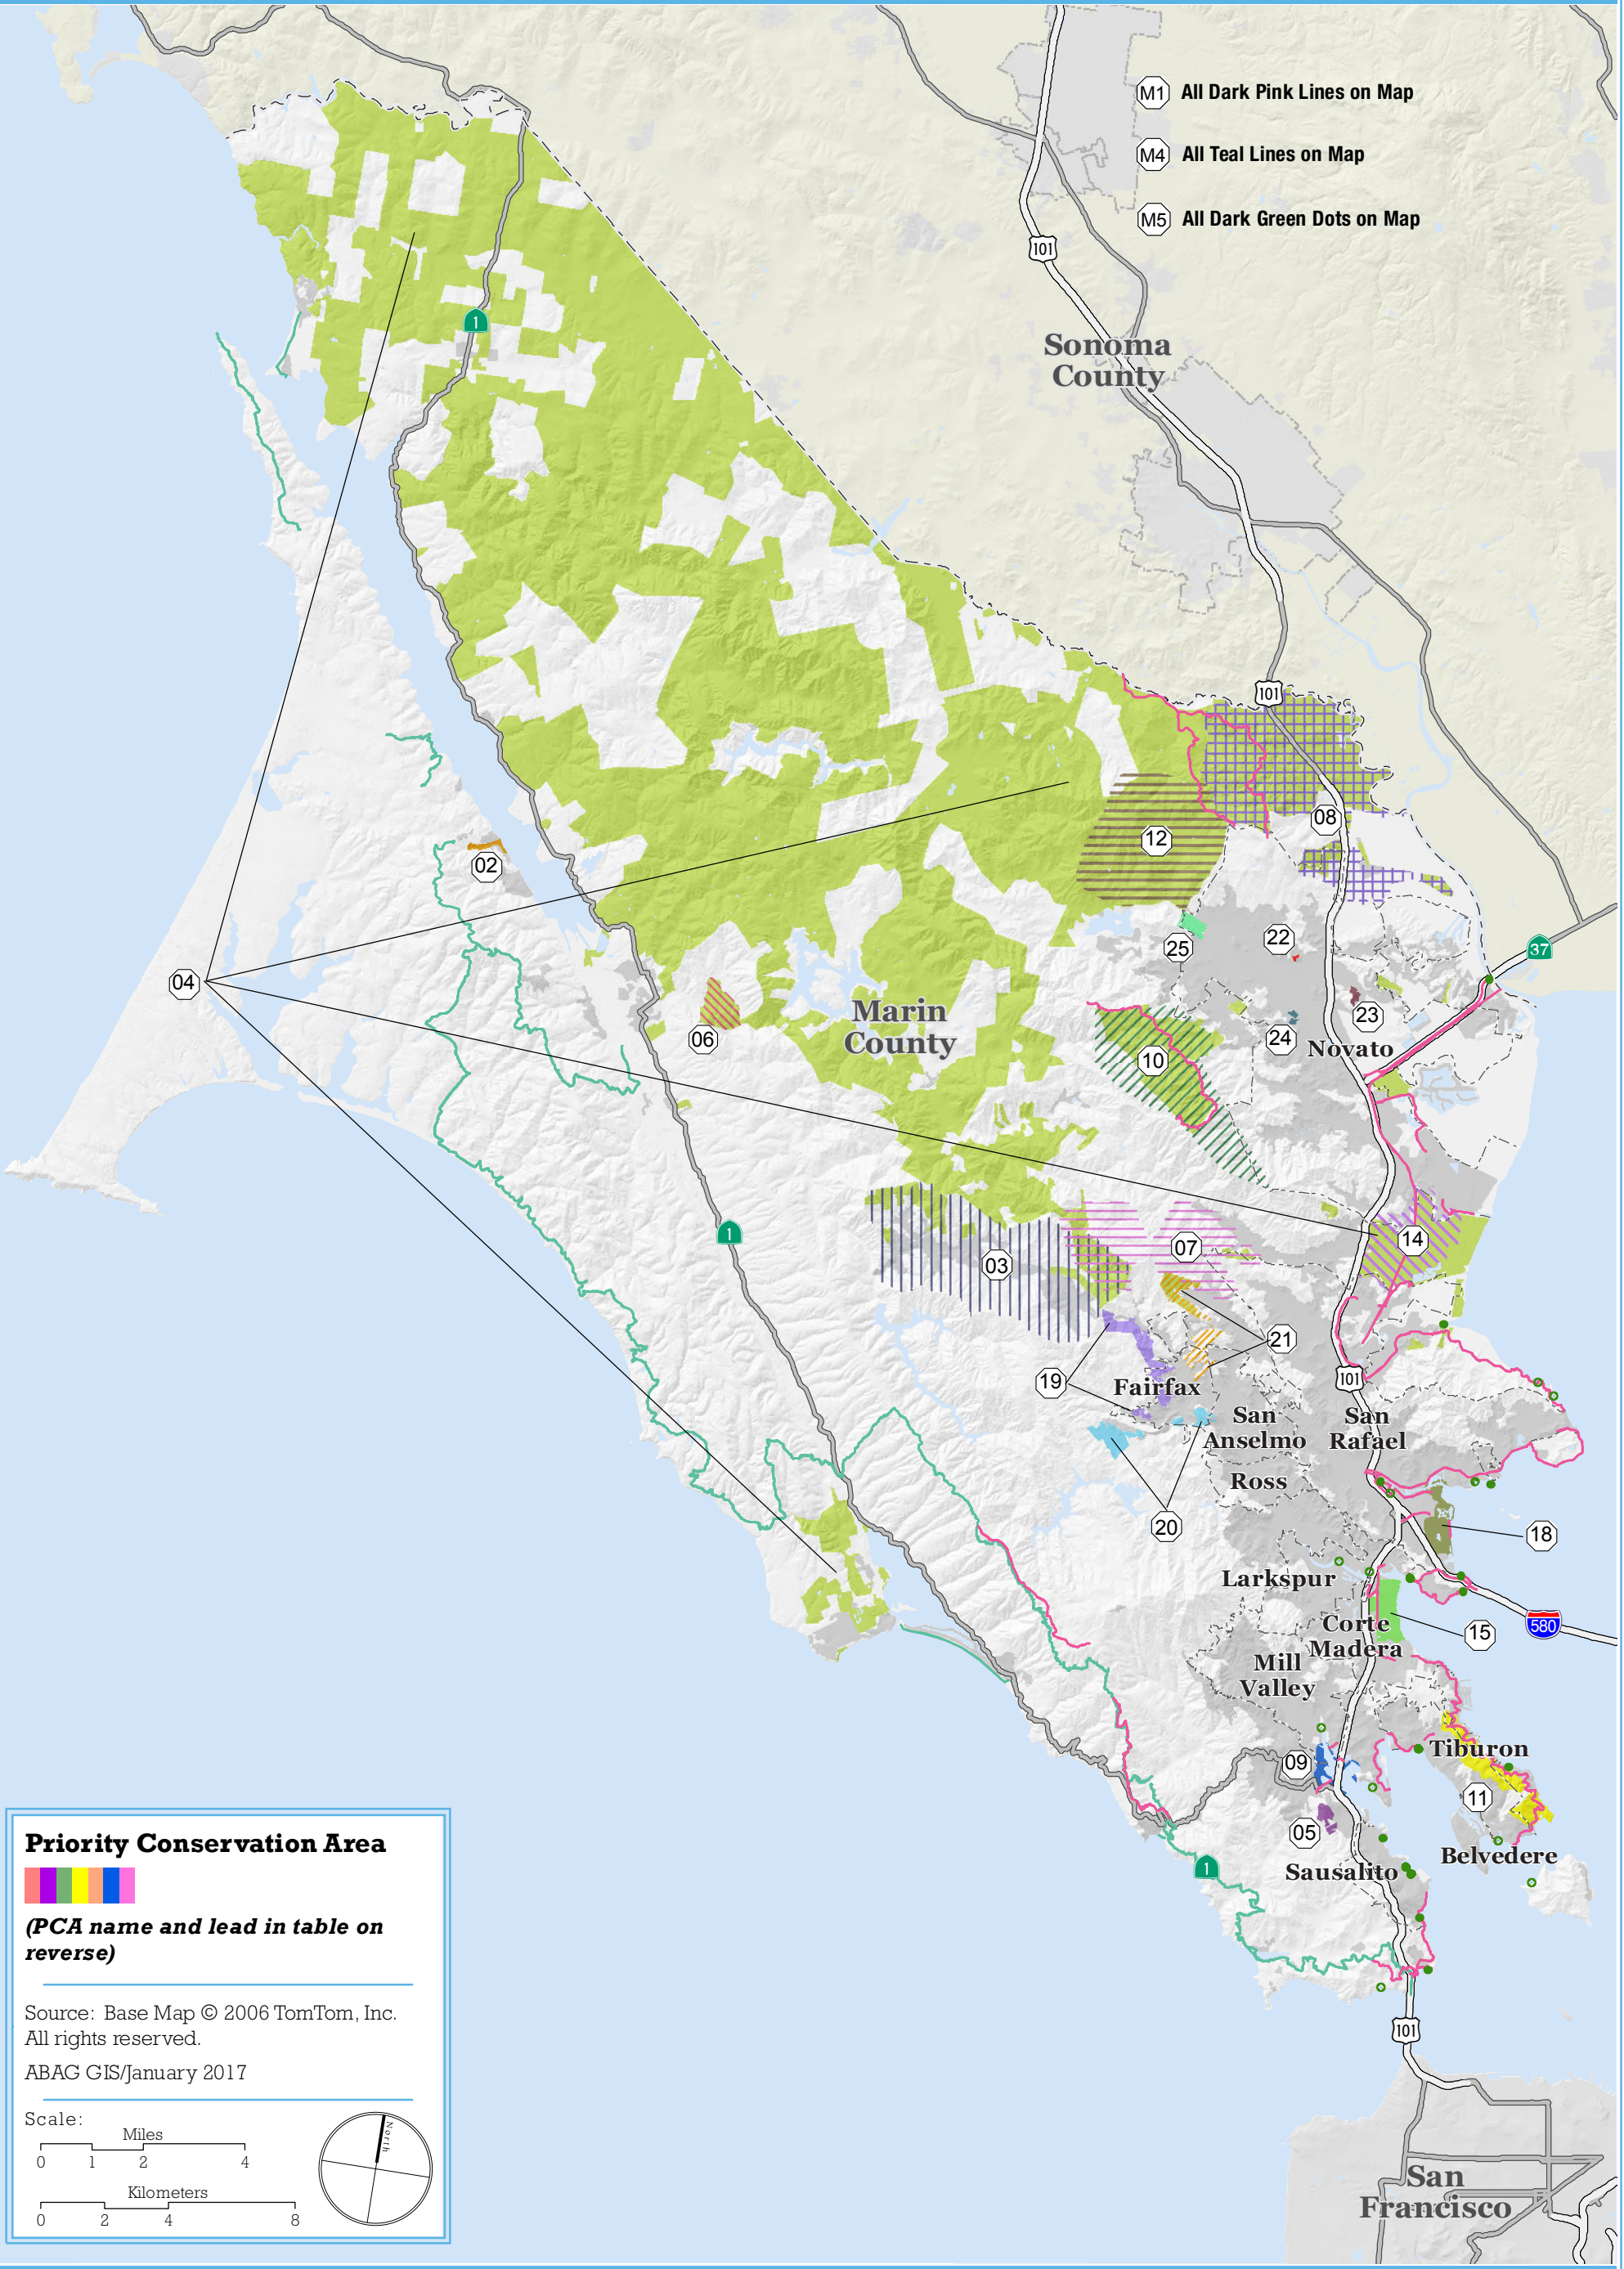 M1 All Dark Pink Lines on Map
M4 All Teal Lines on Map
M5 All Dark Green Dots on Map
101
1
Sonoma
County
101
08
12
02
25
22
37
04
23
06
Marin
County
24
Novato
10
1
14
07
03
21
19
Fairfax
101
San
Anselmo
San
Rafael
Ross
20
18
Larkspur
Corte
Madera
15
580
Mill
Valley
Tiburon
09
11
05
Belvedere
Sausalito
1
101
San
Francisco
Priority Conservation Area
(PCA name and lead in table on
reverse)
Source: Base Map © 2006 TomTom, Inc.
All rights reserved.
ABAG GIS/January 2017
Scale:
Miles
0 1 2 4
Kilometers
0 2 4 8
North